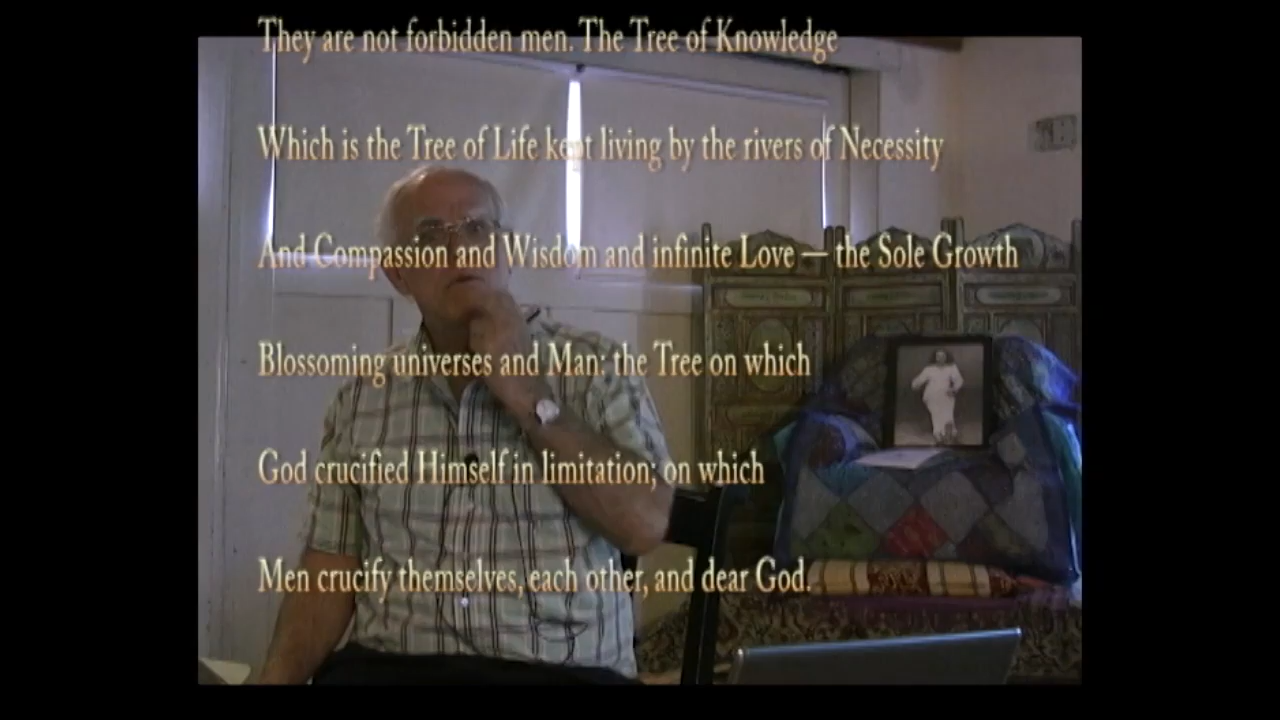 They are not forbidden men. The Tree of Knowledge
Which is the Tree of Life kept living by the rivers of Necessity
And Compassion and Wisdom and infinite Love — the Sole Growth
Blossoming universes and Man: the Tree on which
God crucified Himself in limitation; on which
Men crucify themselves, each other, and dear God.